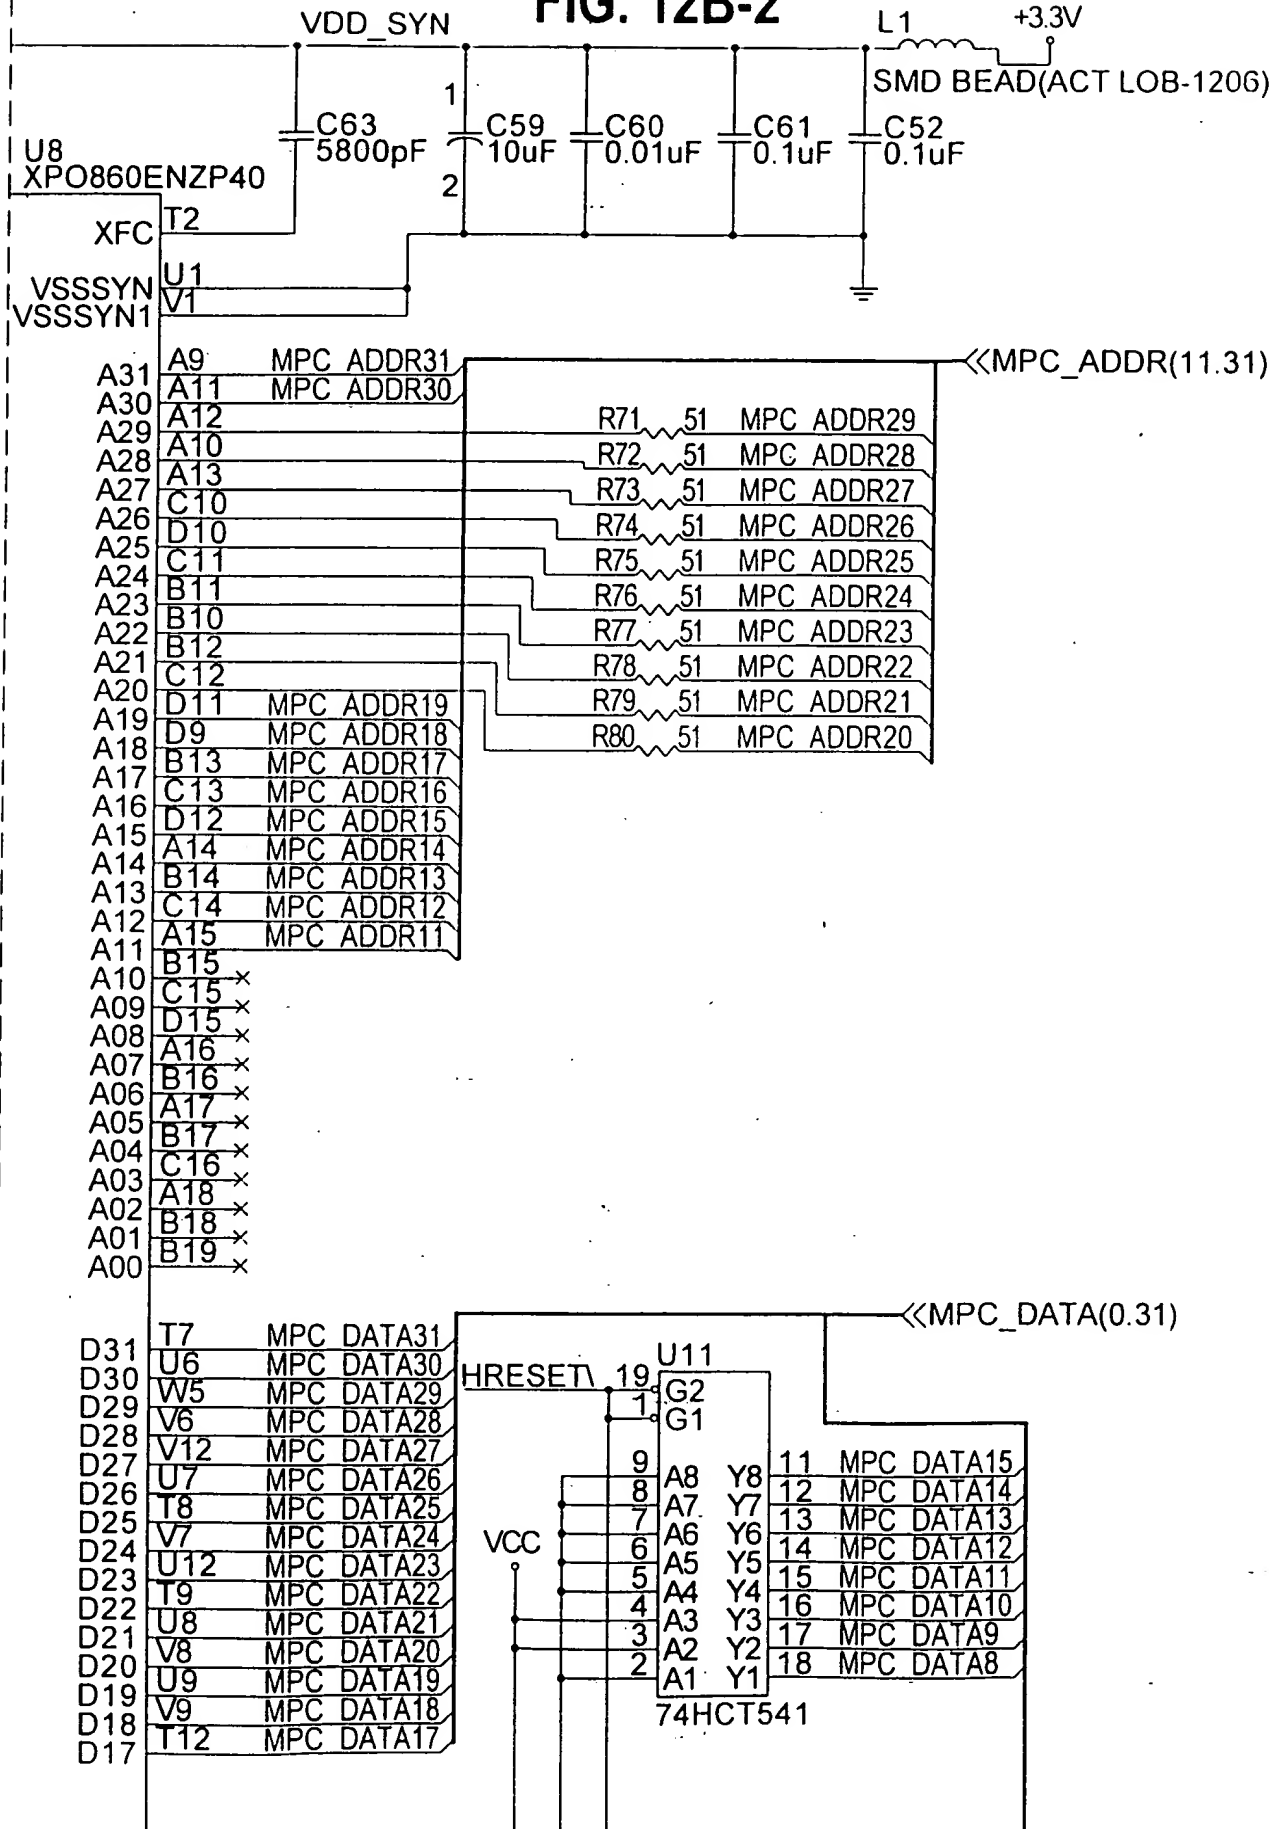 FIG. 12B-2
VDD_SYN
L1
+3.3V
SMD BEAD(ACT LOB-1206)
1
2
C63
5800pF
C59
10uF
C60
0.01uF
C61
0.1uF
C52
0.1uF
U8
XPO860ENZP40
XFC T2
VSSSYN U1
VSSSYN1 V1
MPC_ADDR(11.31)
A31 A9 MPC ADDR31
A30 A11 MPC ADDR30
A29 A12 R71 51 MPC ADDR29
A28 A10 R72 51 MPC ADDR28
A27 A13 R73 51 MPC ADDR27
A26 C10 R74 51 MPC ADDR26
A25 D10 R75 51 MPC ADDR25
A24 C11 R76 51 MPC ADDR24
A23 B11 R77 51 MPC ADDR23
A22 B10 R78 51 MPC ADDR22
A21 B12 R79 51 MPC ADDR21
A20 C12 R80 51 MPC ADDR20
A19 D11 MPC ADDR19
A18 D9 MPC ADDR18
A17 B13 MPC ADDR17
A16 C13 MPC ADDR16
A15 D12 MPC ADDR15
A14 A14 MPC ADDR14
A13 B14 MPC ADDR13
A12 C14 MPC ADDR12
A11 A15 MPC ADDR11
A10 B15
A09 C15
A08 D15
A07 A16
A06 B16
A05 A17
A04 B17
A03 C16
A02 A18
A01 B18
A00 B19
MPC_DATA(0.31)
D31 T7 MPC DATA31
D30 U6 MPC DATA30
D29 W5 MPC DATA29
D28 V6 MPC DATA28
D27 V12 MPC DATA27
D26 U7 MPC DATA26
D25 T8 MPC DATA25
D24 V7 MPC DATA24
D23 U12 MPC DATA23
D22 T9 MPC DATA22
D21 U8 MPC DATA21
D20 V8 MPC DATA20
D19 U9 MPC DATA19
D18 V9 MPC DATA18
D17 T12 MPC DATA17
U11
HRESET\ 19 G2
1 G1
VCC
9 A8 Y8 11 MPC DATA15
8 A7 Y7 12 MPC DATA14
7 A6 Y6 13 MPC DATA13
6 A5 Y5 14 MPC DATA12
5 A4 Y4 15 MPC DATA11
4 A3 Y3 16 MPC DATA10
3 A2 Y2 17 MPC DATA9
2 A1 Y1 18 MPC DATA8
74HCT541